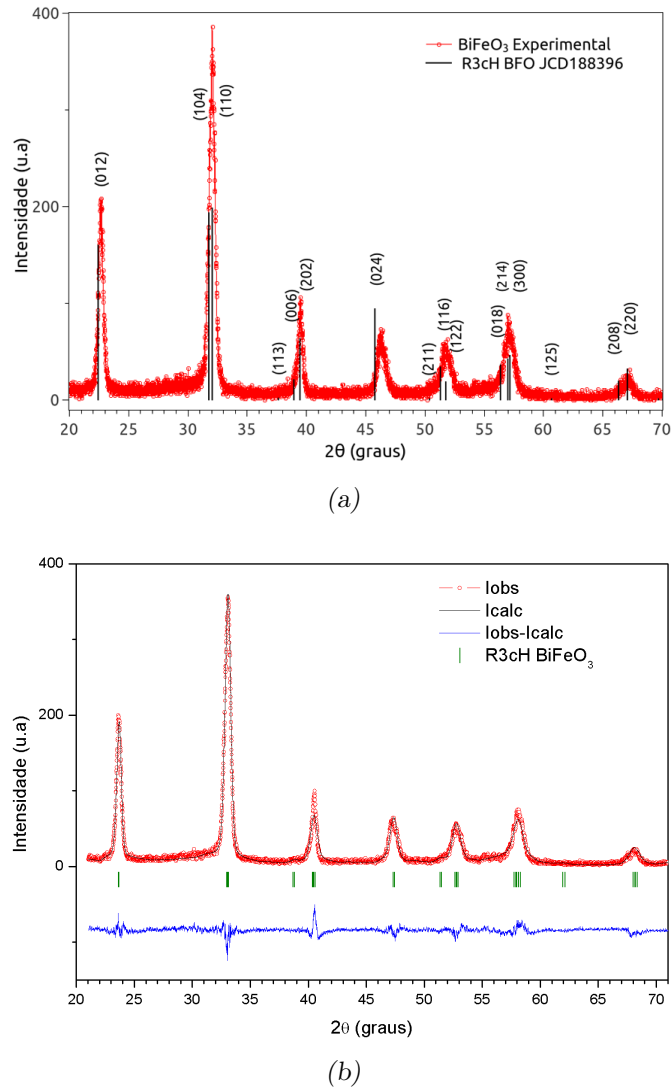 400
BiFeO3 Experimental
R3cH BFO JCD188396
(104)
(110)
(012)
200
Intensidade (u.a)
(024)
(214)
(300)
(006)
(202)
(116)
(018)
(122)
(220)
(113)
(211)
(125)
(208)
0
20 25 30 35 40 45 50 55 60 65 70
2θ (graus)
(a)
400
Iobs
Icalc
Iobs-Icalc
R3cH BiFeO3
200
Intensidade (u.a)
0
20 25 30 35 40 45 50 55 60 65 70
2θ (graus)
(b)